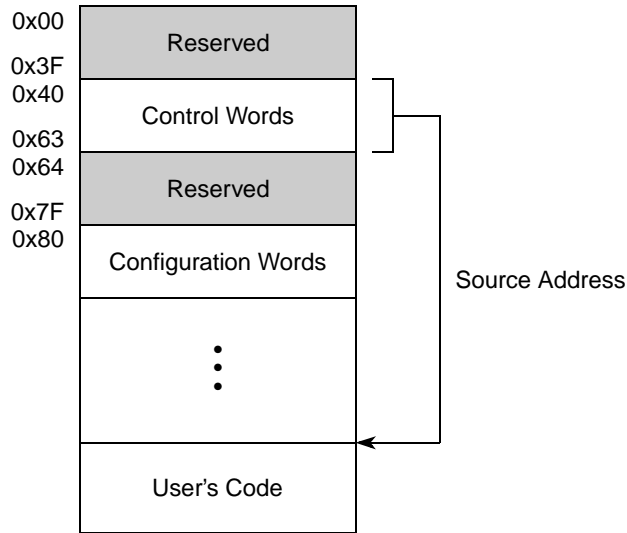 0x00
Reserved
0x3F
0x40
Control Words
0x63
0x64
Reserved
0x7F
0x80
Configuration Words
Source Address
User's Code